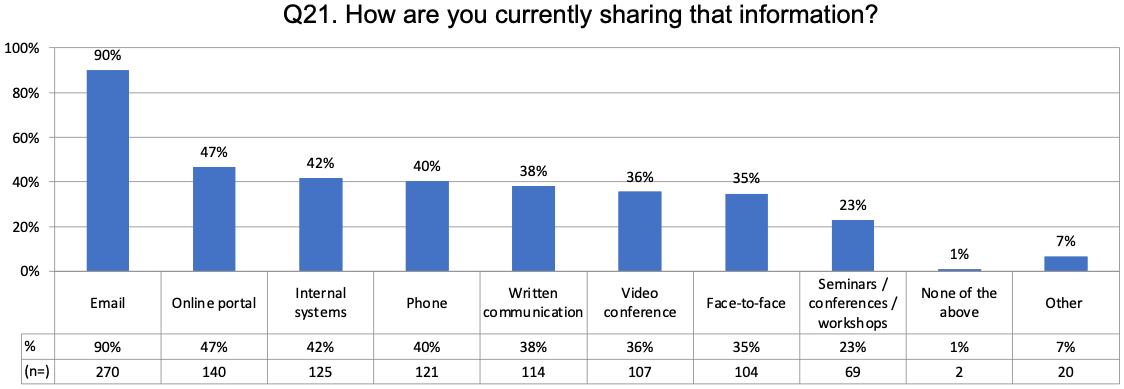 Q21. How are you currently sharing that information?
100%
80%
60%
40%
20%
0%
90%
47%
42%
40%
38%
36%
35%
23%
1%
7%
Email
Online portal
Internal
systems
Phone
Written
communication
Video
conference
Face-to-face
Seminars /
conferences /
workshops
None of the
above
Other
% 90% 47% 42% 40% 38% 36% 35% 23% 1% 7%
(n=) 270 140 125 121 114 107 104 69 2 20